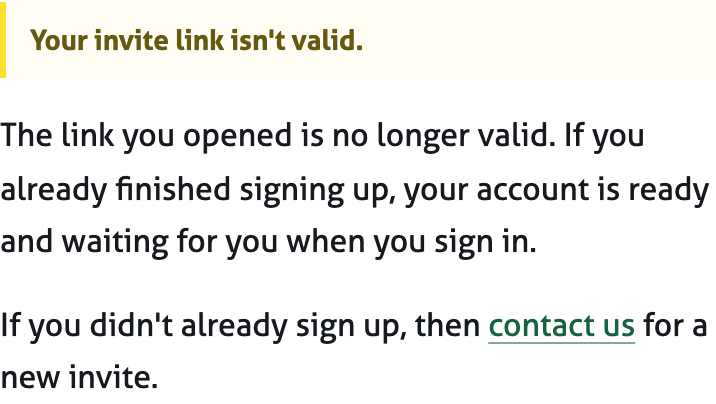 Your invite link isn't valid.
The link you opened is no longer valid. If you
already finished signing up, your account is ready
and waiting for you when you sign in.
If you didn't already sign up, then contact us for a
new invite.